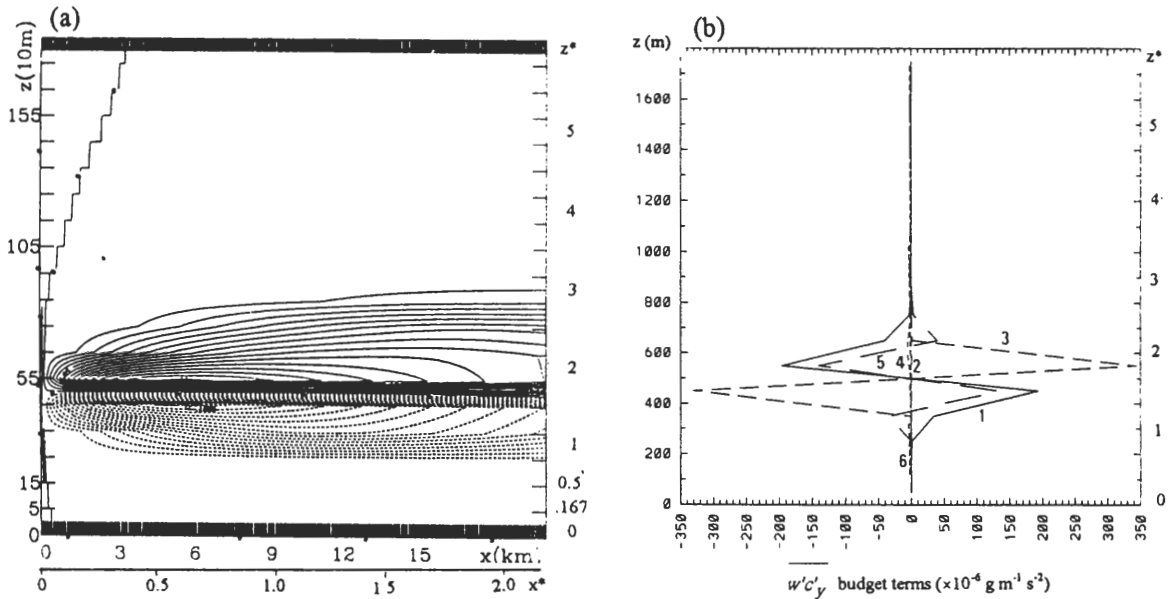 (a)
z(10m)
z*
155
5
4
105
3
55
2
1
15
0.5
5
.167
0
0
0 3 6 9 12 15 x(km)
0 0.5 1.0 1 5 2.0 x*
(b)
z (m)
z*
1600
5
1400
4
1200
1000
3
800
3
600
2
5 4 2
400
1
1
200
6
0
0
-350 -300 -250 -200 -150 -100 -50 0 50 100 150 200 250 300 350
w'c'y budget terms (×10⁻⁶ g m⁻¹ s⁻²)